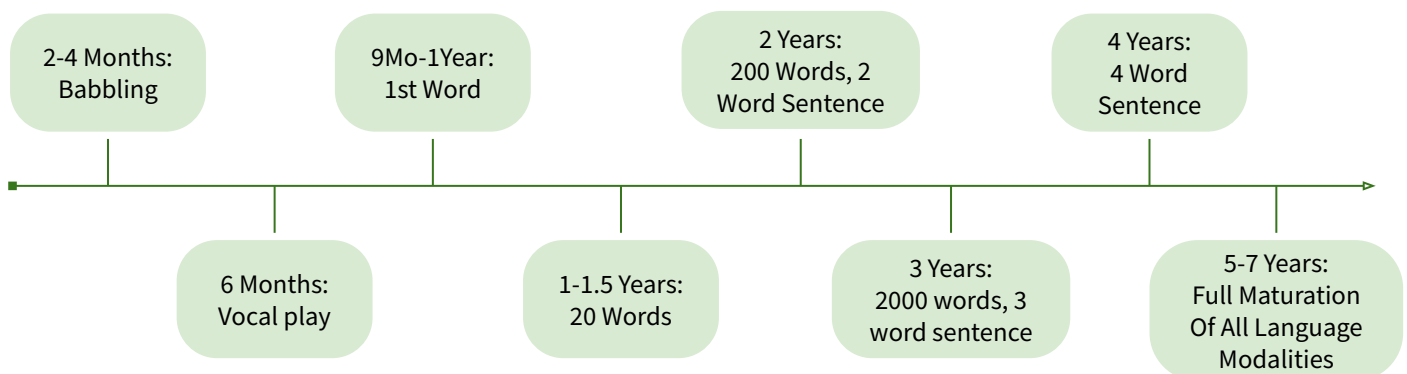 2-4 Months:
Babbling
6 Months:
Vocal play
9Mo-1Year:
1st Word
1-1.5 Years:
20 Words
2 Years:
200 Words, 2
Word Sentence
3 Years:
2000 words, 3
word sentence
4 Years:
4 Word
Sentence
5-7 Years:
Full Maturation
Of All Language
Modalities